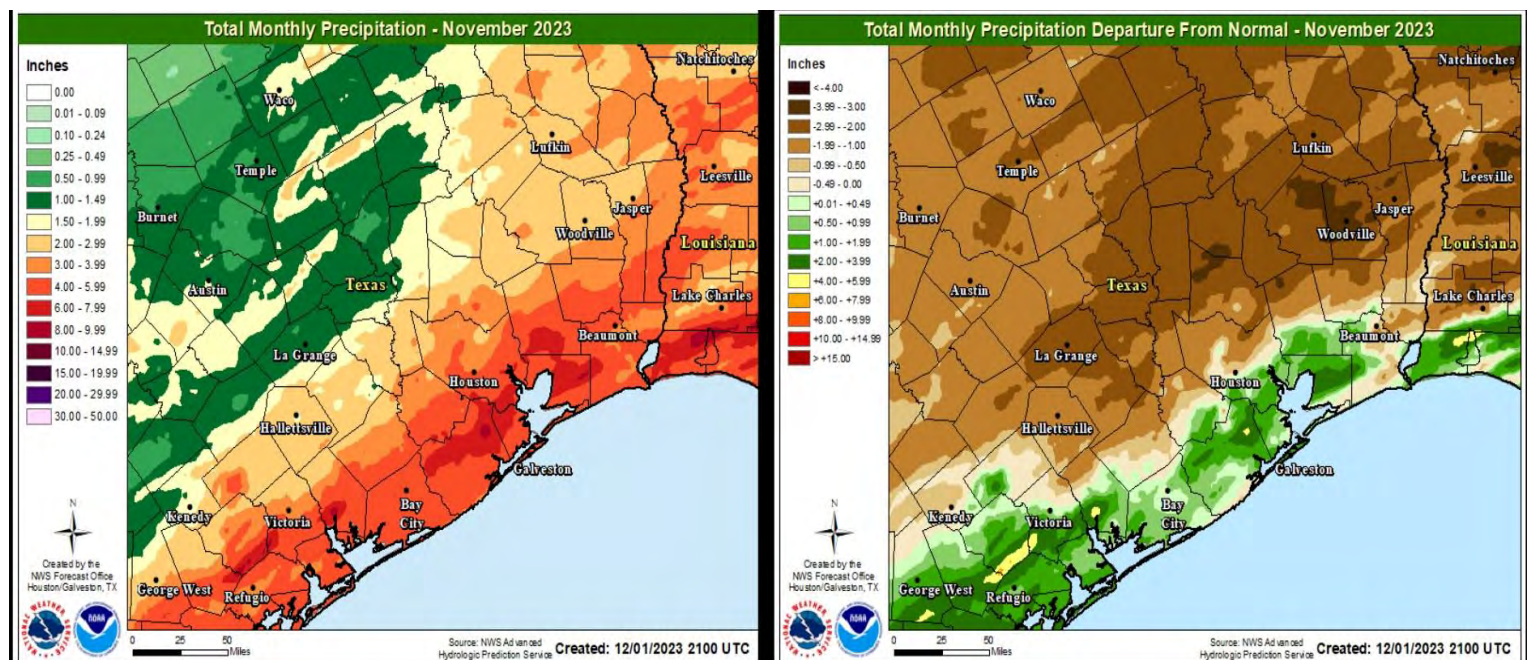 Total Monthly Precipitation - November 2023
Inches
0.00
0.01 - 0.09
0.10 - 0.24
0.25 - 0.49
0.50 - 0.99
1.00 - 1.49
1.50 - 1.99
2.00 - 2.99
3.00 - 3.99
4.00 - 5.99
6.00 - 7.99
8.00 - 9.99
10.00 - 14.99
15.00 - 19.99
20.00 - 29.99
30.00 - 50.00
Natchitoches
Waco
Lufkin
Temple
Leesville
Burnet
Jasper
Woodville
Louisiana
Austin
Texas
Lake Charles
Beaumont
La Grange
Houston
Hallettsville
Galveston
Bay
City
Kenedy
Victoria
George West
Refugio
N
Created by the
NWS Forecast Office
Houston/Galveston, TX
NOAA
0 25 50
Miles
Source: NWS Advanced
Hydrologic Prediction Service
Created: 12/01/2023 2100 UTC
Total Monthly Precipitation Departure From Normal - November 2023
Inches
< -4.00
-3.99 - -3.00
-2.99 - -2.00
-1.99 - -1.00
-0.99 - -0.50
-0.49 - 0.00
+0.01 - +0.49
+0.50 - +0.99
+1.00 - +1.99
+2.00 - +3.99
+4.00 - +5.99
+6.00 - +7.99
+8.00 - +9.99
+10.00 - +14.99
> +15.00
Natchitoches
Waco
Lufkin
Temple
Leesville
Burnet
Jasper
Woodville
Louisiana
Austin
Texas
Lake Charles
Beaumont
La Grange
Houston
Hallettsville
Galveston
Bay
City
Kenedy
Victoria
George West
Refugio
N
Created by the
NWS Forecast Office
Houston/Galveston, TX
NOAA
0 25 50
Miles
Source: NWS Advanced
Hydrologic Prediction Service
Created: 12/01/2023 2100 UTC